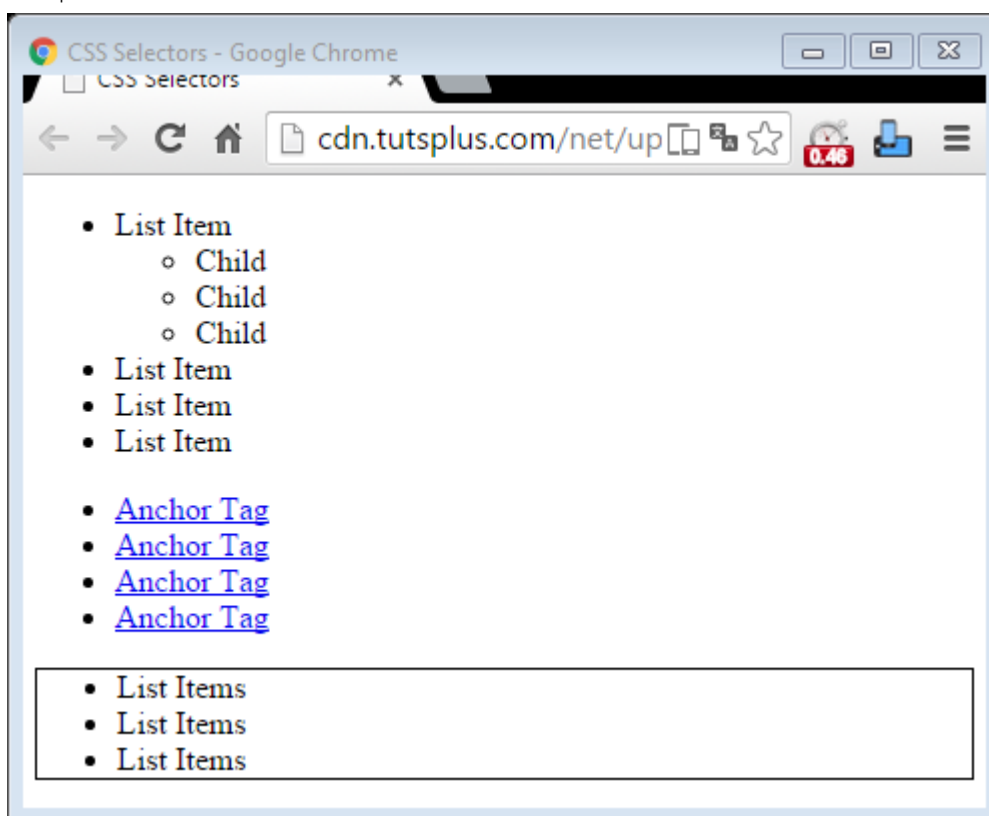 CSS Selectors - Google Chrome
CSS Selectors
cdn.tutsplus.com/net/up
0.46
List Item
Child
Child
Child
List Item
List Item
List Item
Anchor Tag
Anchor Tag
Anchor Tag
Anchor Tag
List Items
List Items
List Items